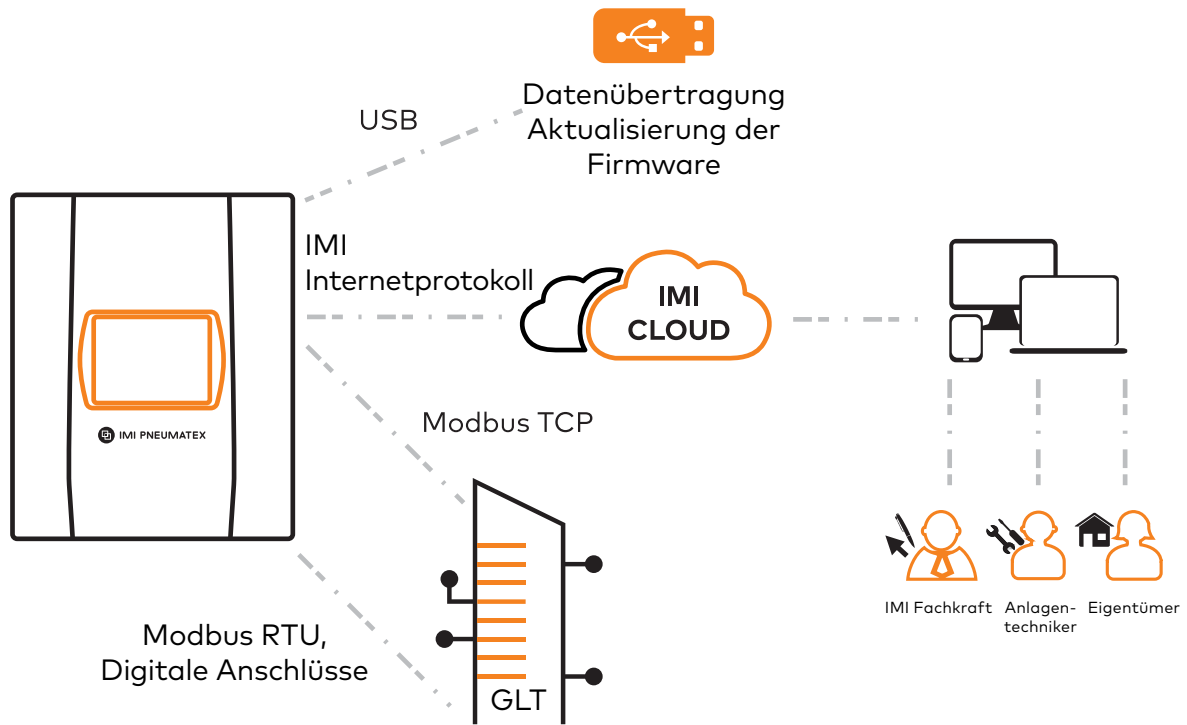 USB
Datenübertragung
Aktualisierung der
Firmware
IMI
Internetprotokoll
IMI
CLOUD
IMI PNEUMATEX
Modbus TCP
Modbus RTU,
Digitale Anschlüsse
GLT
IMI Fachkraft
Anlagen-
techniker
Eigentümer